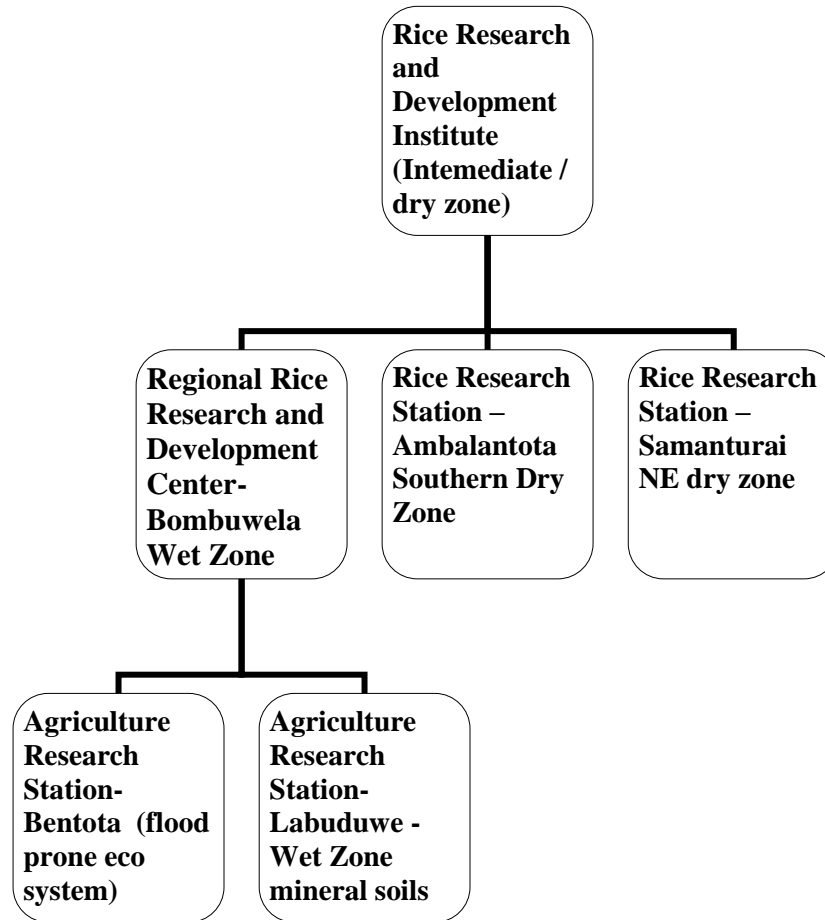 Rice Research
and
Development
Institute
(Intemediate /
dry zone)
Regional Rice
Research and
Development
Center-
Bombuwela
Wet Zone
Rice Research
Station –
Ambalantota
Southern Dry
Zone
Rice Research
Station –
Samanturai
NE dry zone
Agriculture
Research
Station-
Bentota (flood
prone eco
system)
Agriculture
Research
Station-
Labuduwe -
Wet Zone
mineral soils